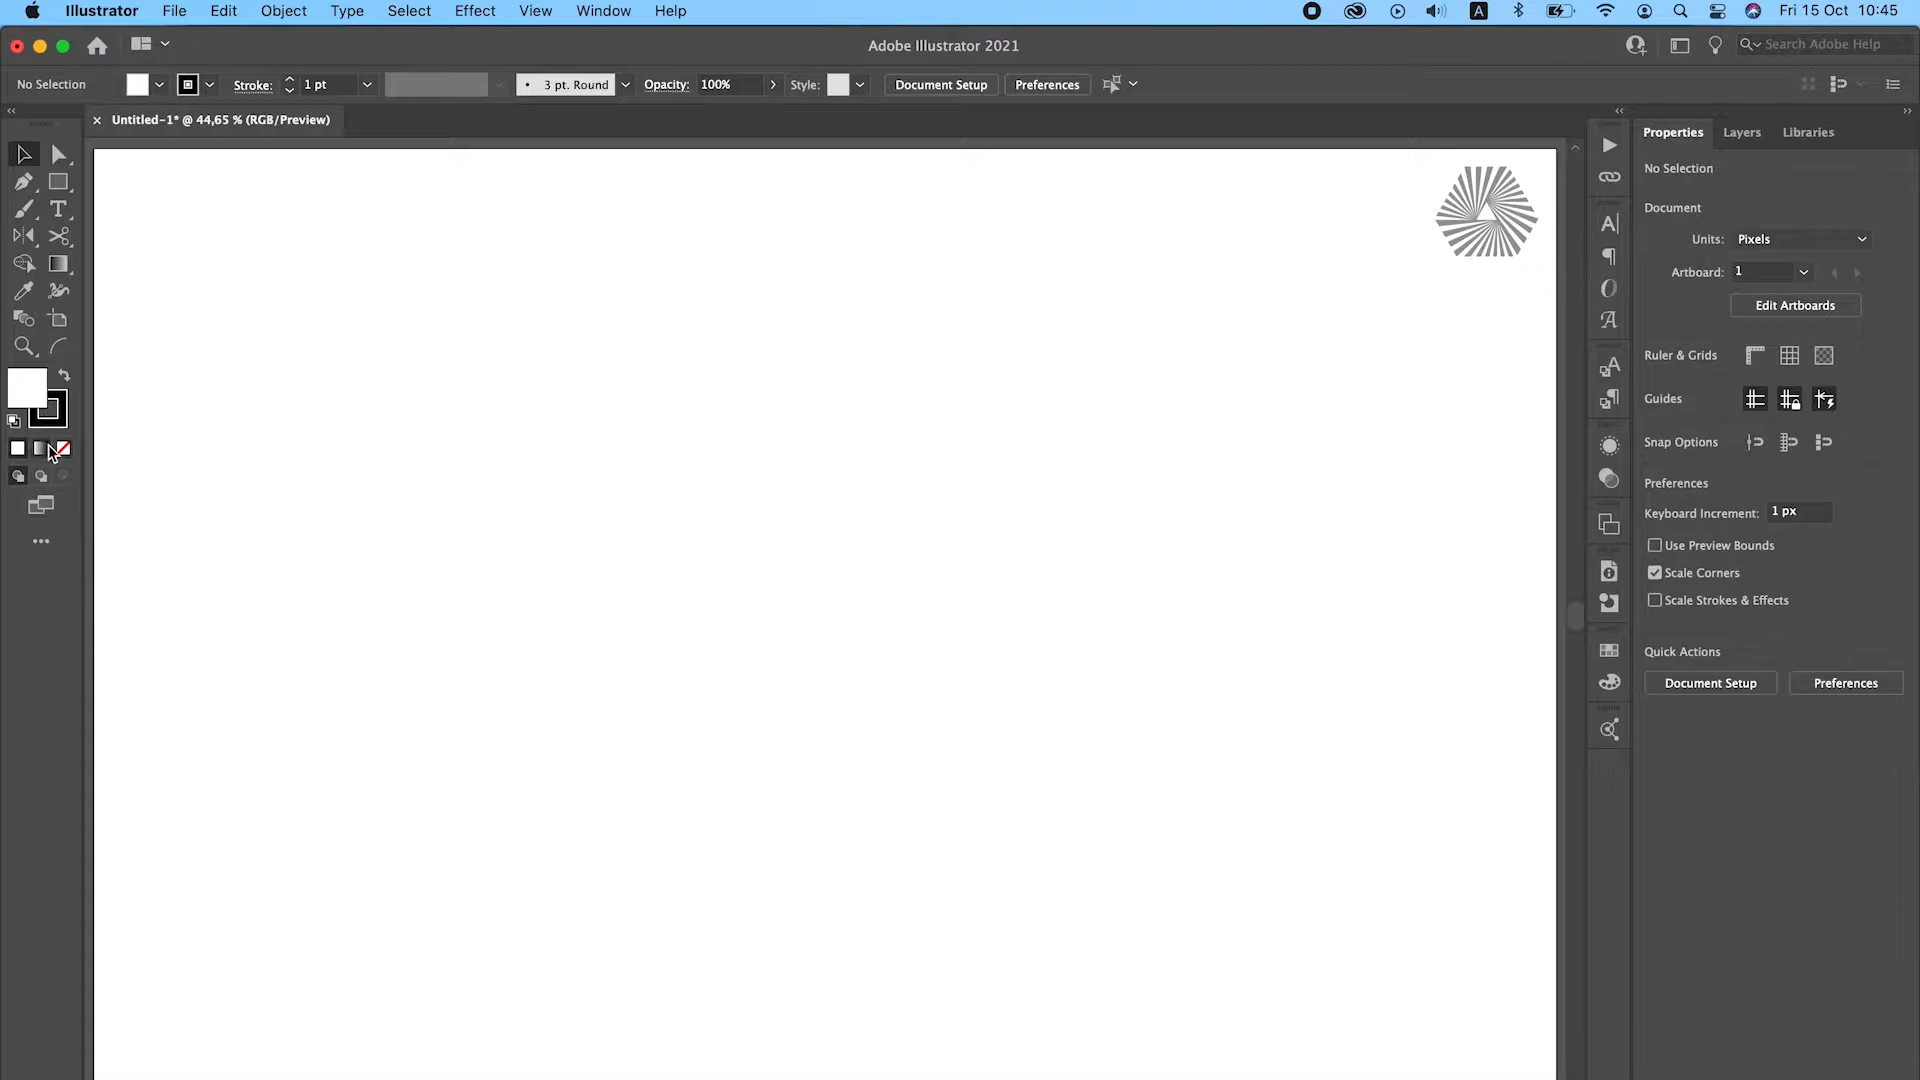 Illustrator File Edit Object Type Select Effect View Window Help A Fri 15 Oct 10:45
Adobe Illustrator 2021 Search Adobe Help
No Selection Stroke: 1 pt 3 pt. Round Opacity: 100% Style: Document Setup Preferences
Untitled-1* @ 44,65 % (RGB/Preview)
Properties Layers Libraries
No Selection
Document
Units: Pixels
Artboard: 1
Edit Artboards
Ruler & Grids
Guides
Snap Options
Preferences
Keyboard Increment: 1 px
Use Preview Bounds
Scale Corners
Scale Strokes & Effects
Quick Actions
Document Setup Preferences